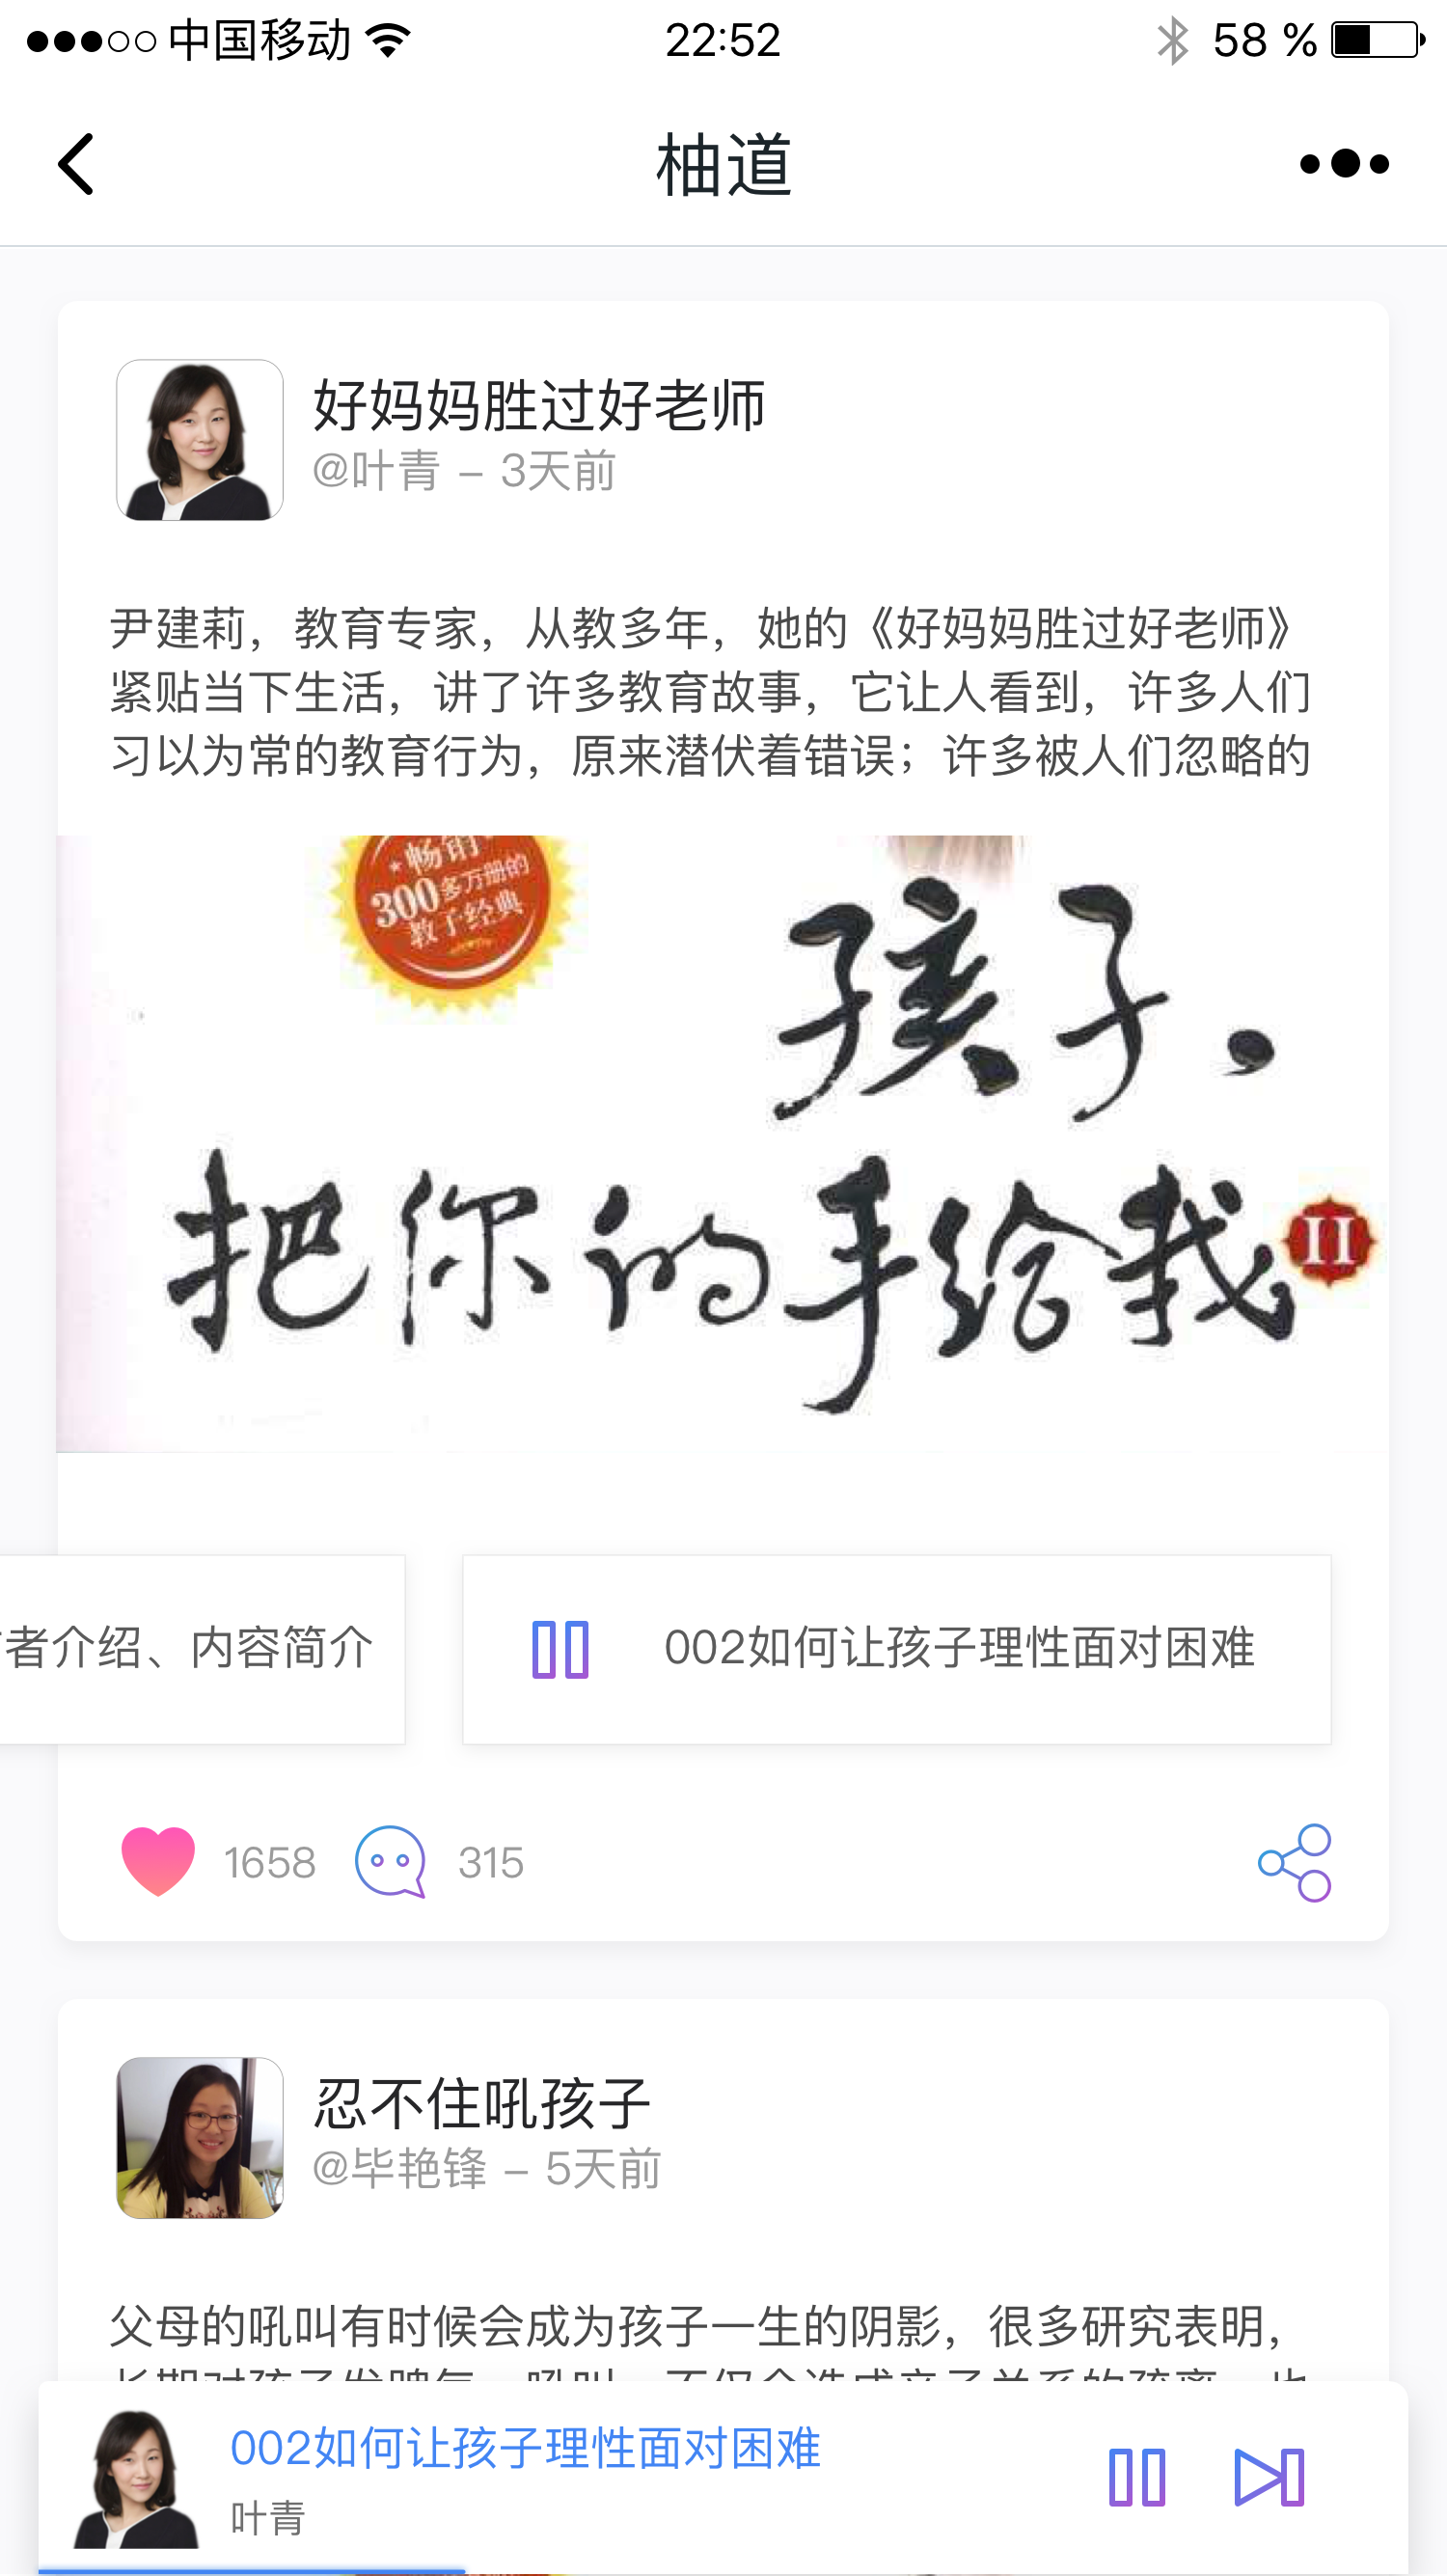 中国移动
22:52
58 %
柚道
好妈妈胜过好老师
@叶青 – 3天前
尹建莉，教育专家，从教多年，她的《好妈妈胜过好老师》
紧贴当下生活，讲了许多教育故事，它让人看到，许多人们
习以为常的教育行为，原来潜伏着错误；许多被人们忽略的
畅销
300多万册的
教子经典
孩子，
把你的手给我 II
者介绍、内容简介
002如何让孩子理性面对困难
1658
315
忍不住吼孩子
@毕艳锋 – 5天前
父母的吼叫有时候会成为孩子一生的阴影，很多研究表明，
002如何让孩子理性面对困难
叶青